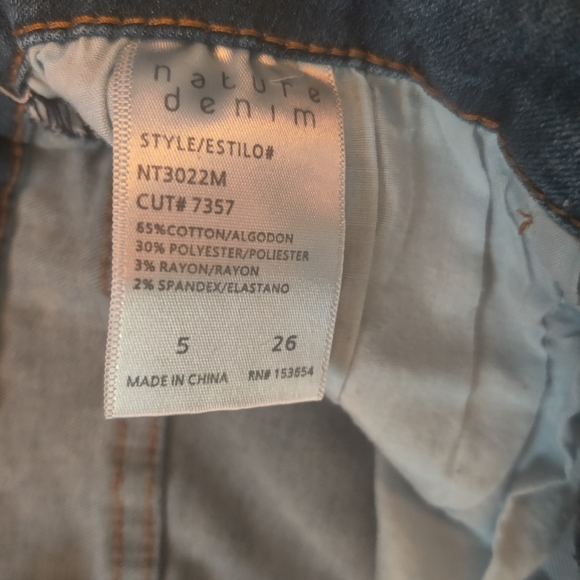 nature
denim
STYLE/ESTILO#
NT3022M
CUT# 7357
65%COTTON/ALGODON
30% POLYESTER/POLIESTER
3% RAYON/RAYON
2% SPANDEX/ELASTANO
5 26
MADE IN CHINA RN# 153654